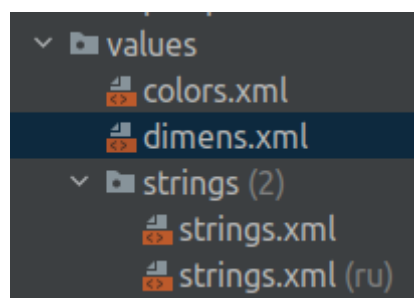 values
colors.xml
dimens.xml
strings (2)
strings.xml
strings.xml (ru)